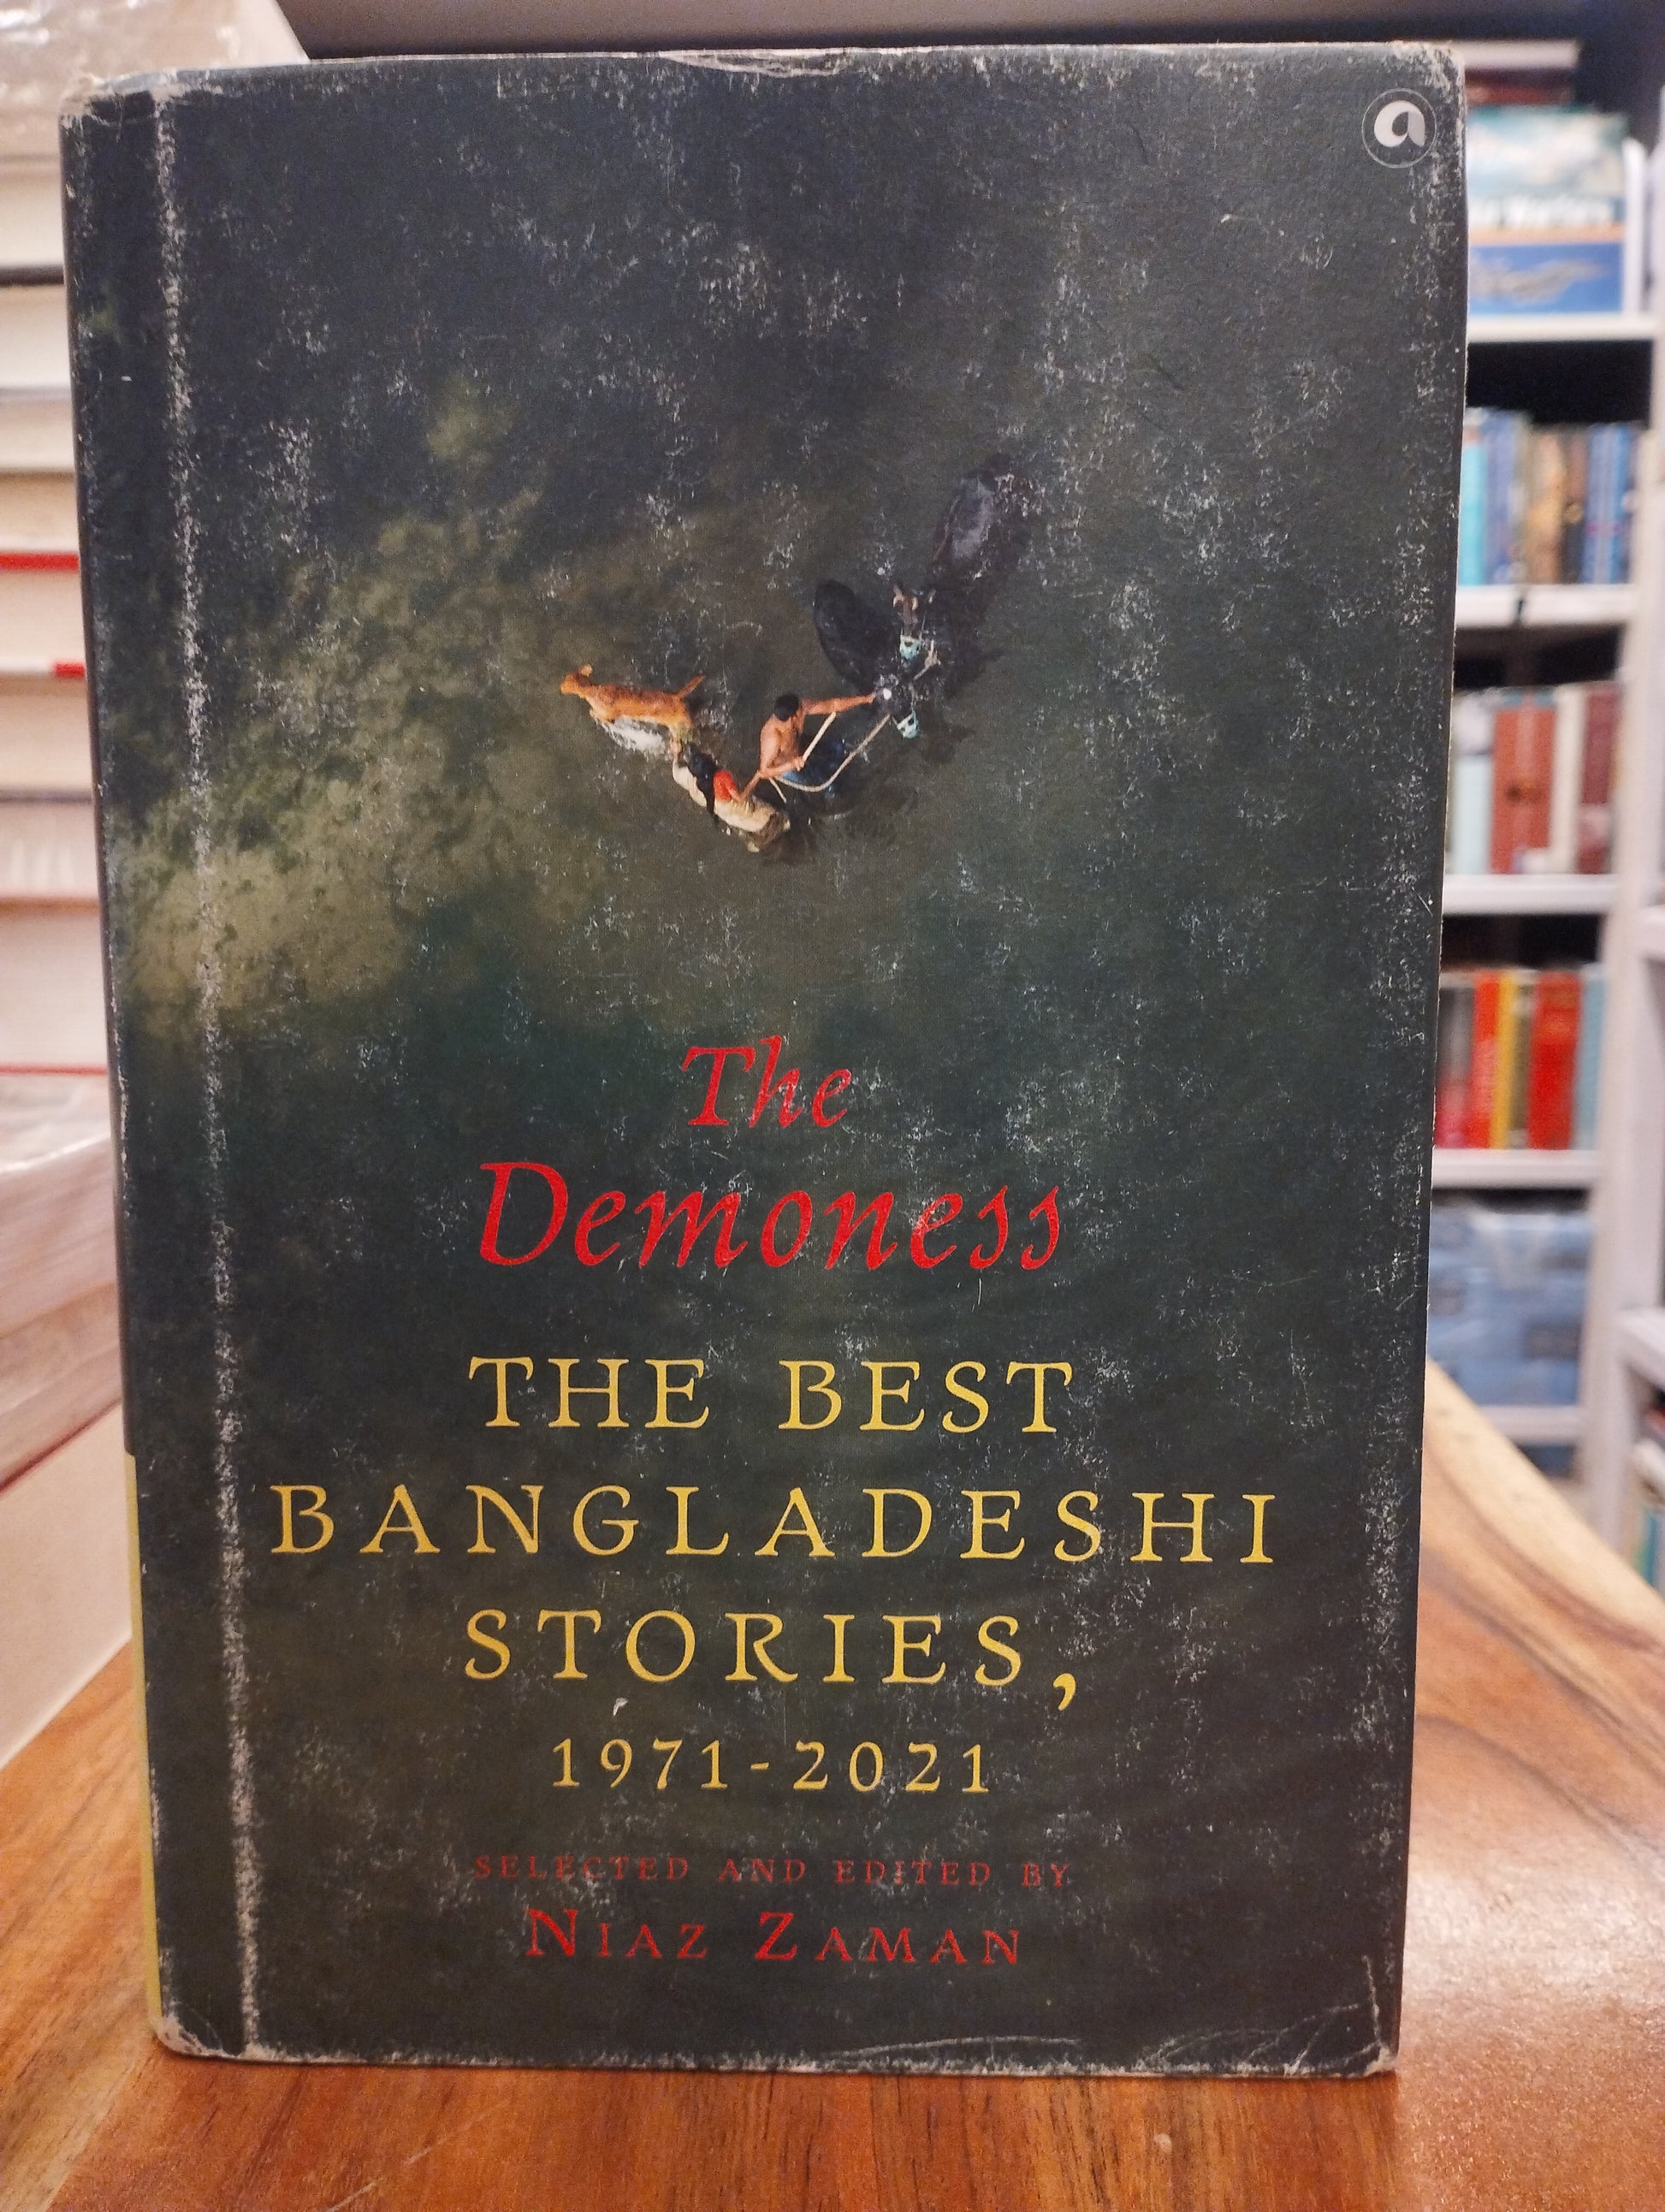 a
The
Demoness
THE BEST
BANGLADESHI
STORIES,
1971-2021
SELECTED AND EDITED BY
NIAZ ZAMAN